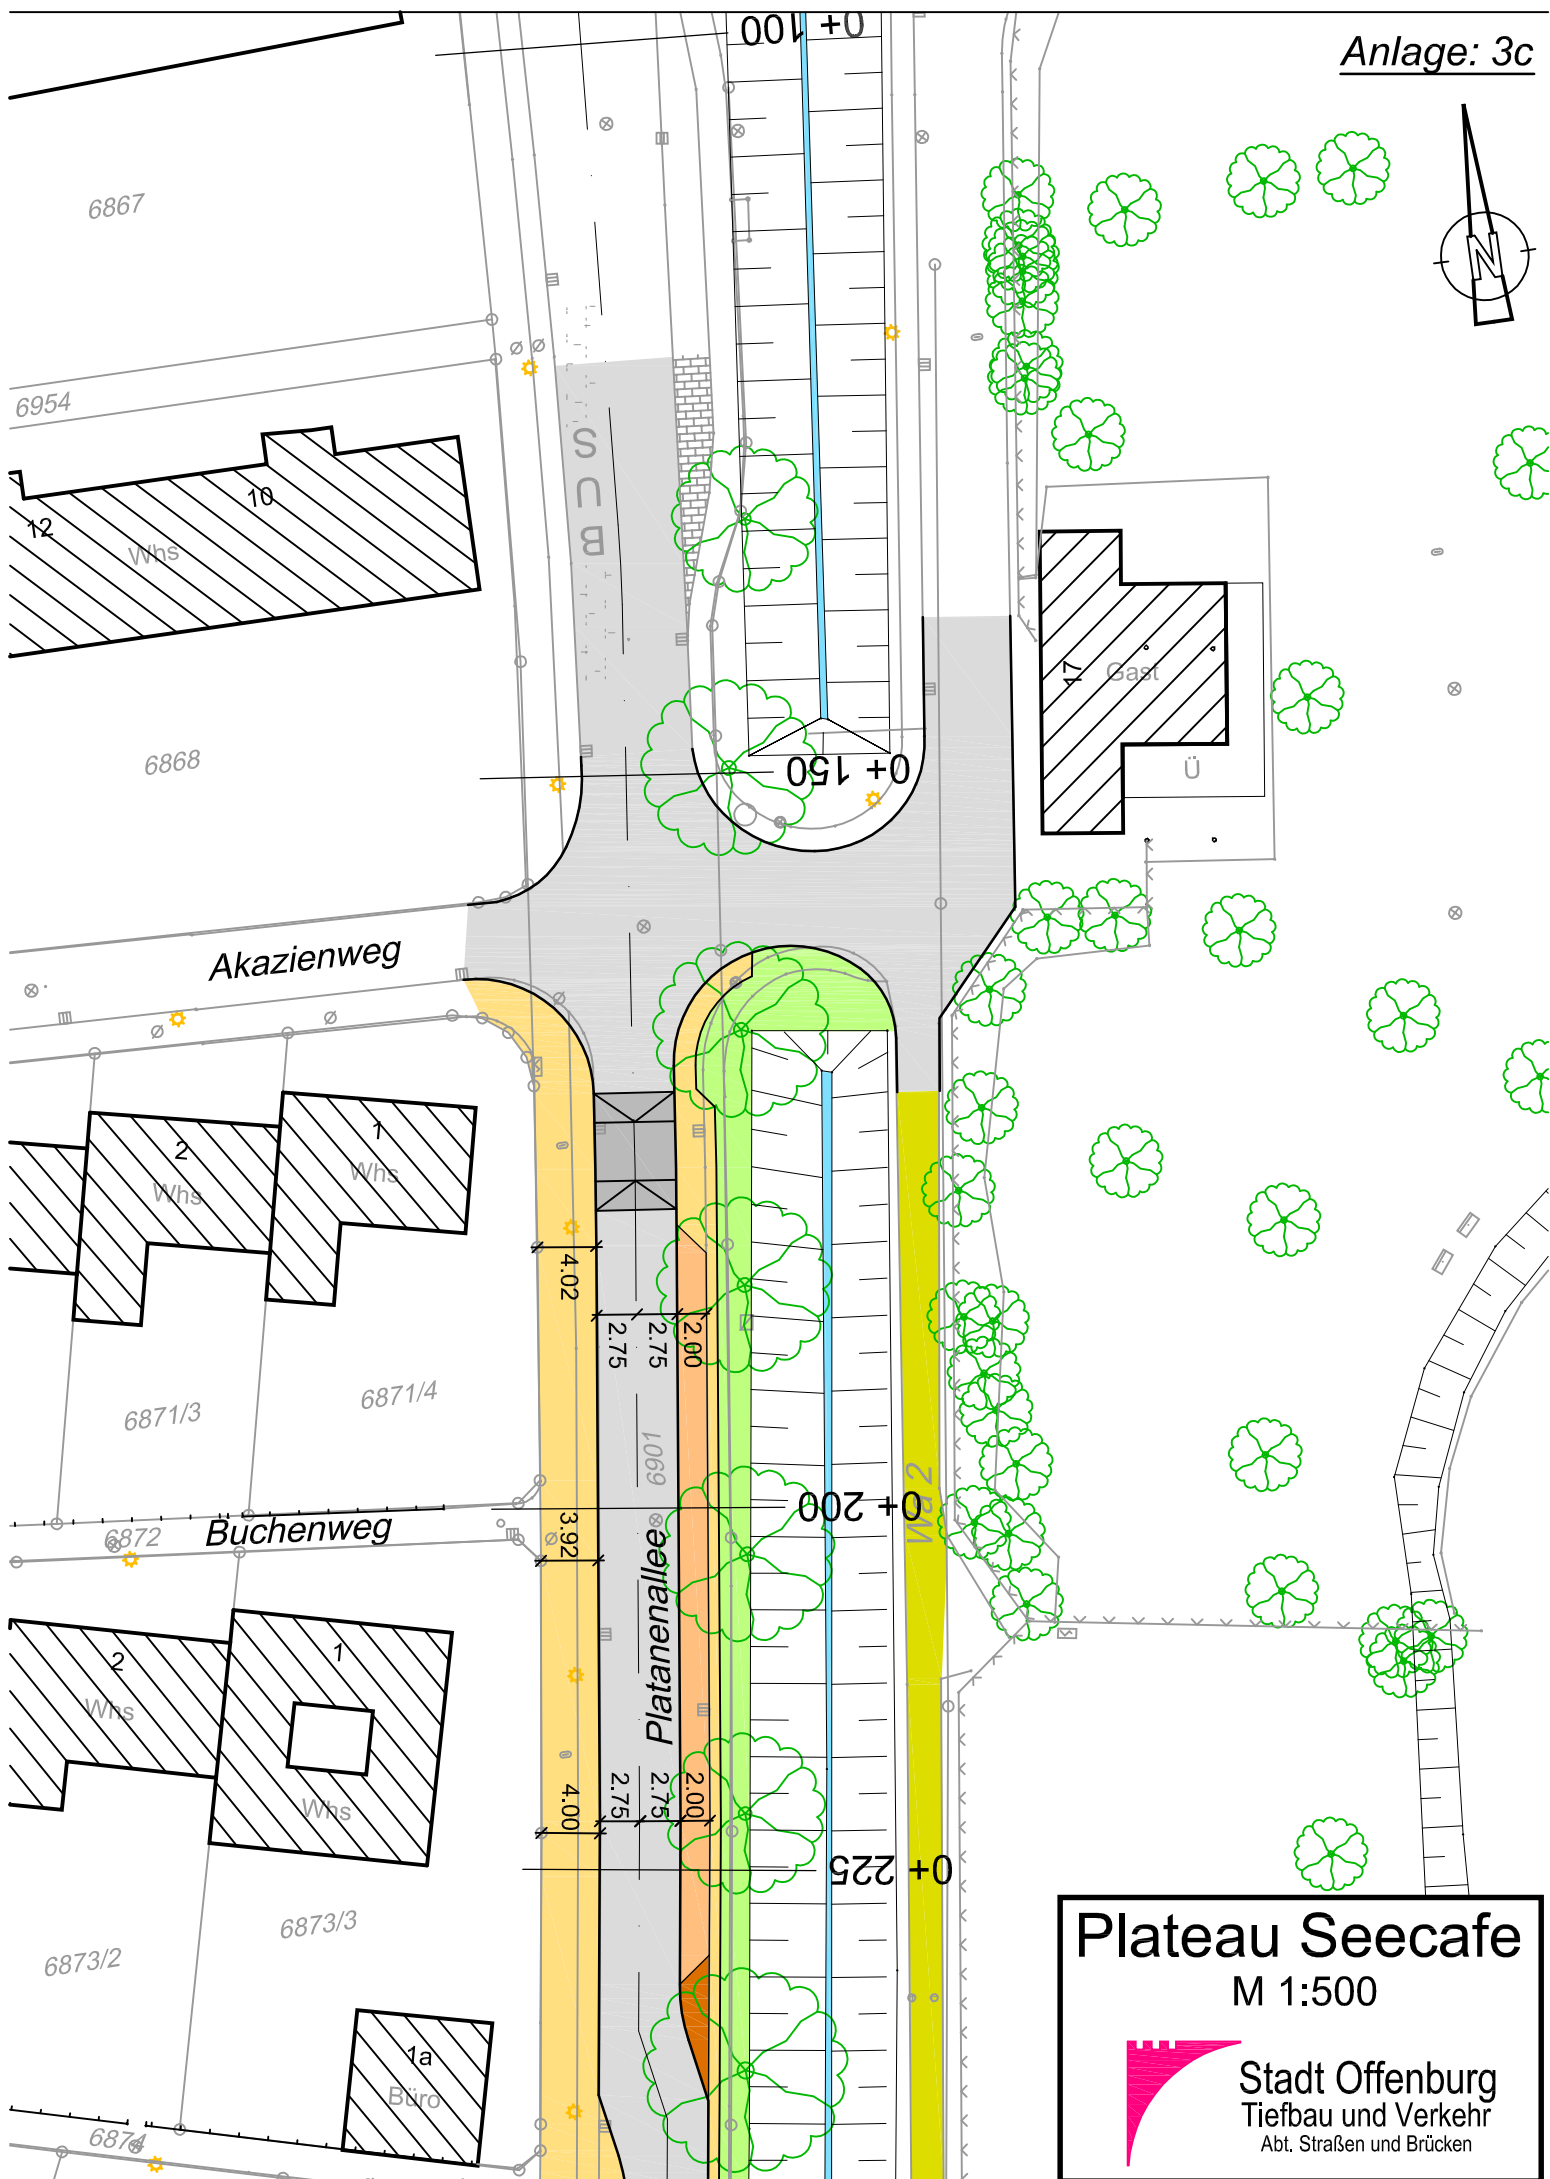 0+ 100
Anlage: 3c
N
6867
6954
BUS
10
12
Whs
17
Gast
Ü
6868
0+ 150
Akazienweg
2
Whs
1
Whs
4.02
2.75
2.75
2.00
6871/3
6871/4
6901
Wa 2
0+ 200
6872
Buchenweg
3.92
Platanenallee
2
Whs
1
Whs
4.00
2.75
2.75
2.00
0+ 225
6873/2
6873/3
1a
Büro
6874
Plateau Seecafe
M 1:500
Stadt Offenburg
Tiefbau und Verkehr
Abt. Straßen und Brücken